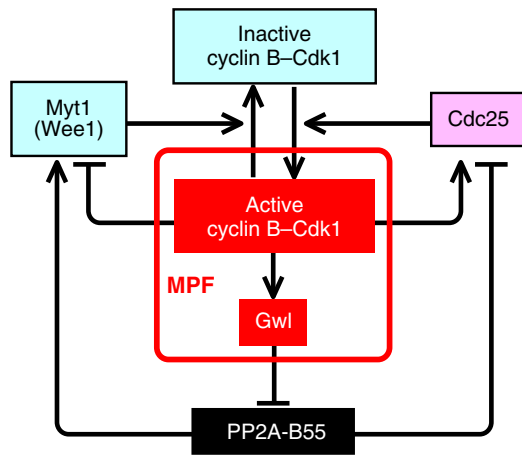 Inactive
cyclin B–Cdk1
Myt1
(Wee1)
Cdc25
Active
cyclin B–Cdk1
MPF
Gwl
PP2A-B55